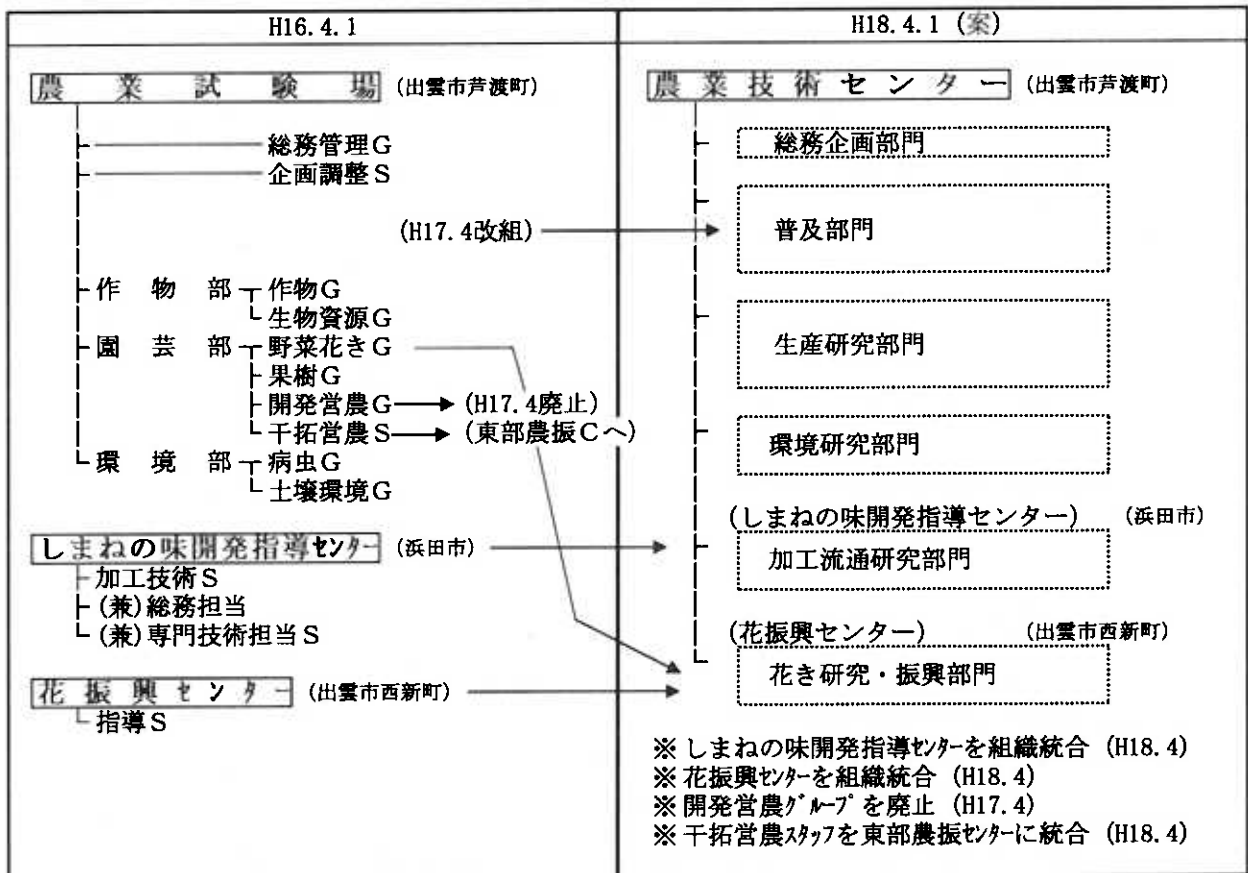 H16.4.1
農業試験場 (出雲市芦渡町)
総務管理G
企画調整S
(H17.4改組)
作物部 作物G
生物資源G
園芸部 野菜花きG
果樹G
開発営農G (H17.4廃止)
干拓営農S (東部農振Cへ)
環境部 病虫G
土壌環境G
しまねの味開発指導ｾﾝﾀｰ (浜田市)
加工技術S
(兼)総務担当
(兼)専門技術担当S
花振興センター (出雲市西新町)
指導S
H18.4.1 (案)
農業技術センター (出雲市芦渡町)
総務企画部門
普及部門
生産研究部門
環境研究部門
(しまねの味開発指導センター) (浜田市)
加工流通研究部門
(花振興センター) (出雲市西新町)
花き研究・振興部門
※ しまねの味開発指導ｾﾝﾀｰを組織統合 (H18.4)
※ 花振興ｾﾝﾀｰを組織統合 (H18.4)
※ 開発営農ｸﾞﾙｰﾌﾟを廃止 (H17.4)
※ 干拓営農ｽﾀｯﾌを東部農振ｾﾝﾀｰに統合 (H18.4)